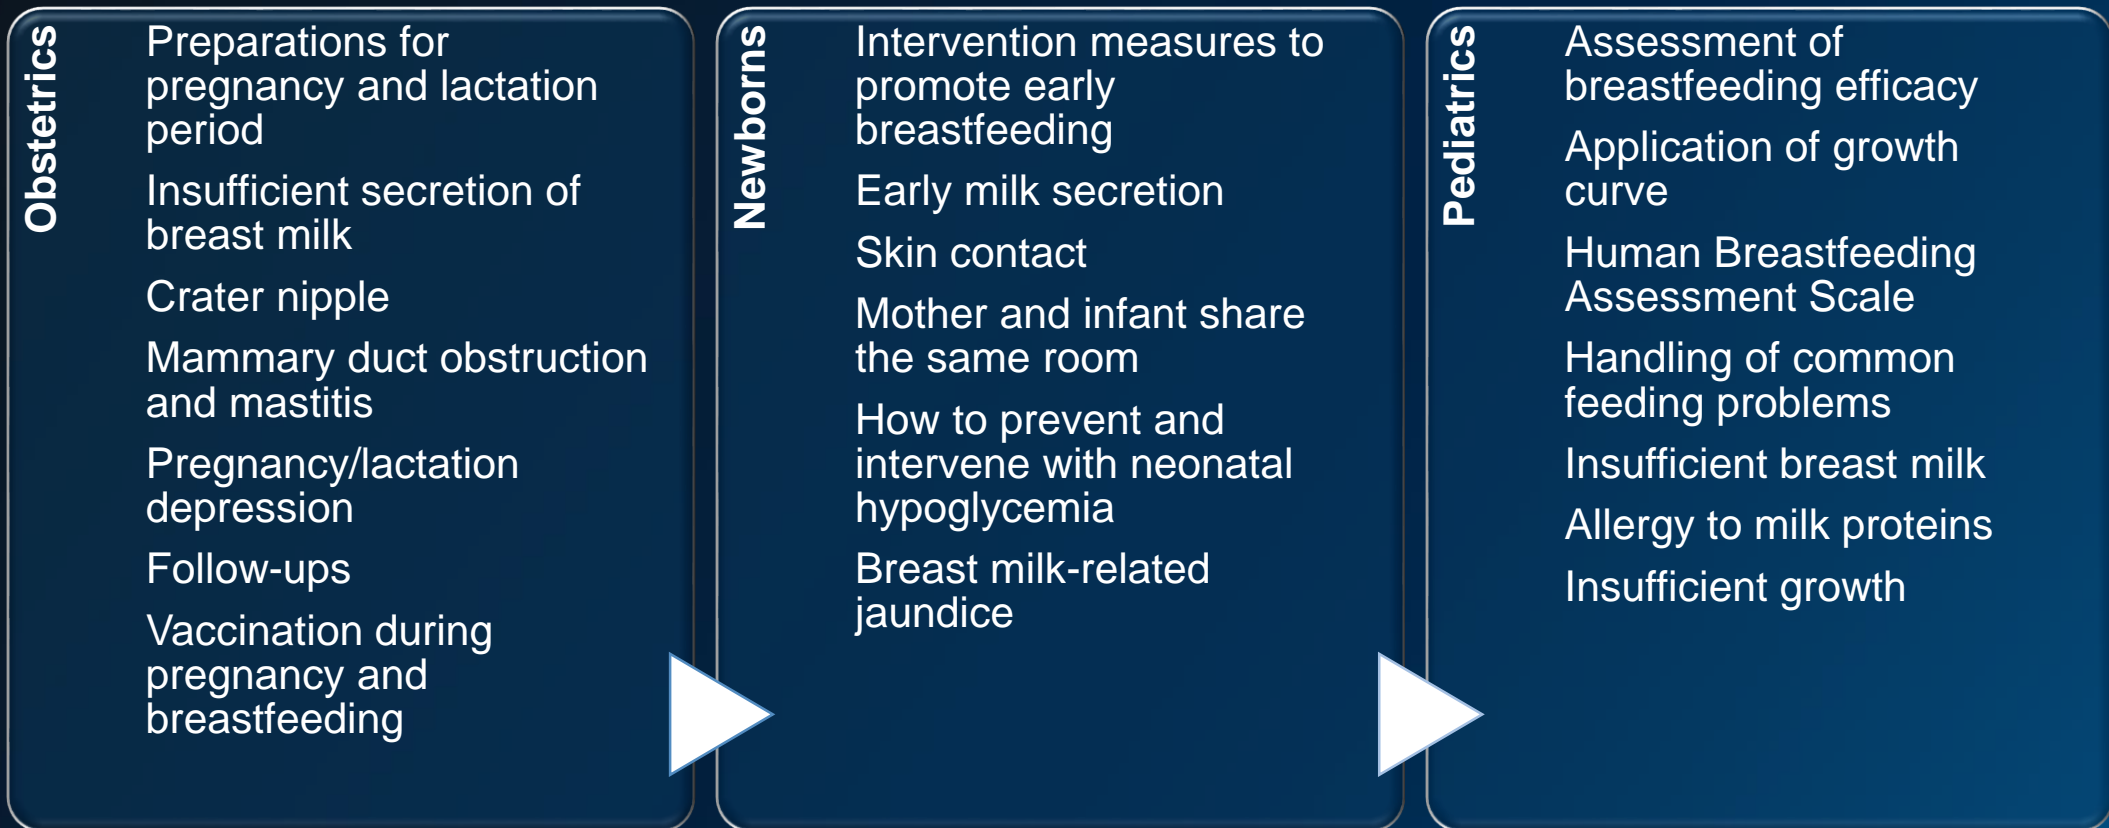 Obstetrics
Preparations for
pregnancy and lactation
period
Insufficient secretion of
breast milk
Crater nipple
Mammary duct obstruction
and mastitis
Pregnancy/lactation
depression
Follow-ups
Vaccination during
pregnancy and
breastfeeding
Newborns
Intervention measures to
promote early
breastfeeding
Early milk secretion
Skin contact
Mother and infant share
the same room
How to prevent and
intervene with neonatal
hypoglycemia
Breast milk-related
jaundice
Pediatrics
Assessment of
breastfeeding efficacy
Application of growth
curve
Human Breastfeeding
Assessment Scale
Handling of common
feeding problems
Insufficient breast milk
Allergy to milk proteins
Insufficient growth